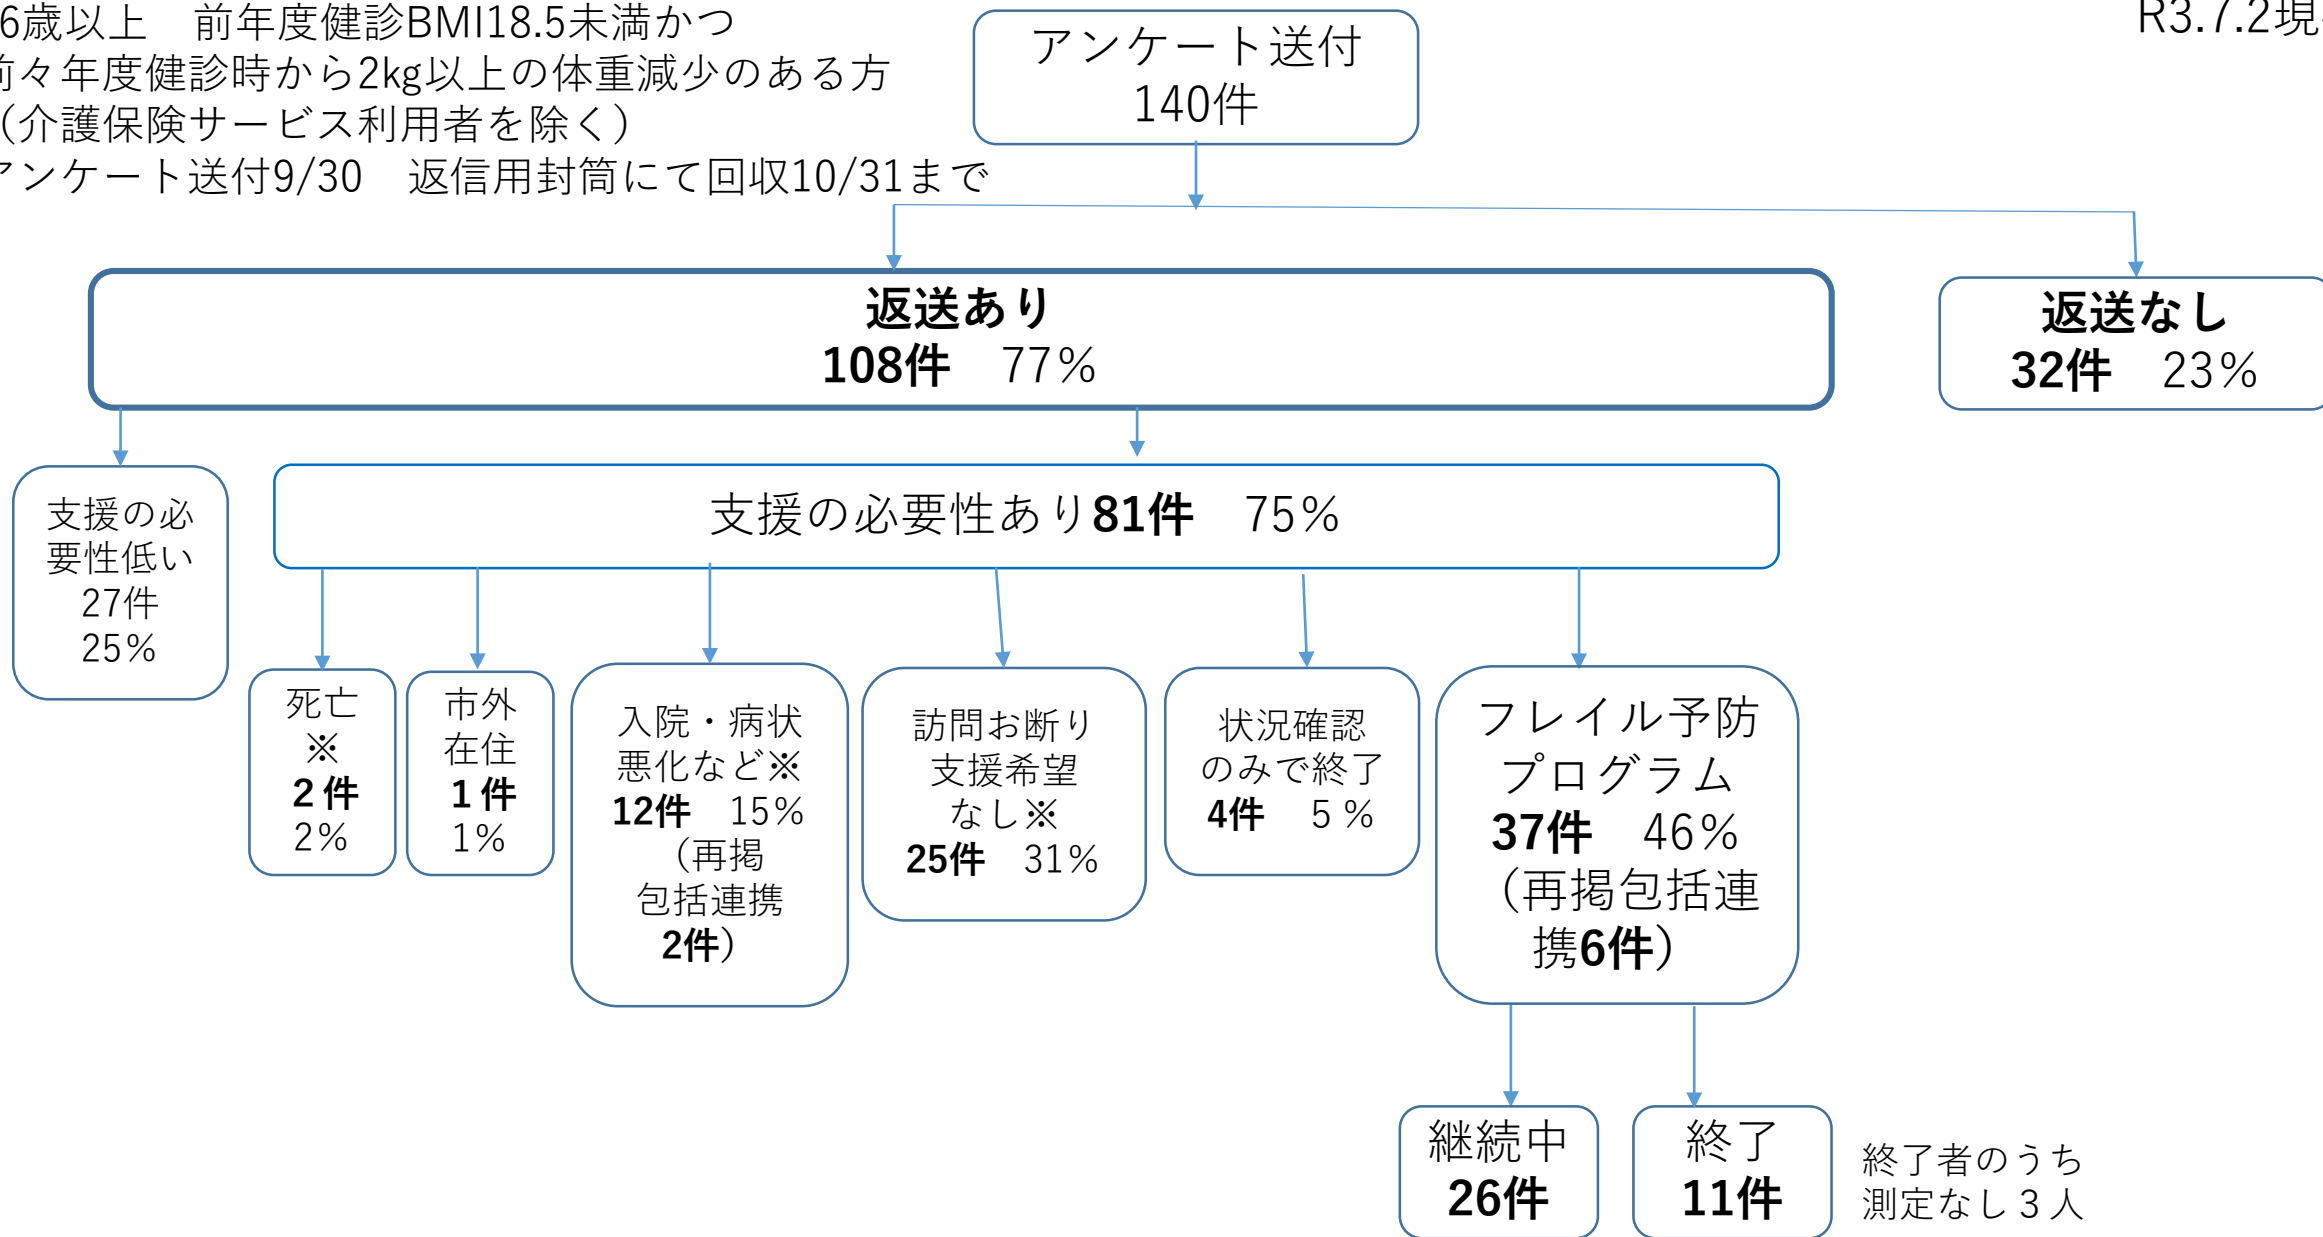 6歳以上　前年度健診BMI18.5未満かつ
前々年度健診時から2kg以上の体重減少のある方
（介護保険サービス利用者を除く）
アンケート送付9/30　返信用封筒にて回収10/31まで
R3.7.2現
アンケート送付
140件
返送あり
108件　77％
返送なし
32件　23％
支援の必
要性低い
27件
25％
支援の必要性あり81件　75％
死亡
※
2件
2％
市外
在住
1件
1％
入院・病状
悪化など※
12件　15％
（再掲
包括連携
2件）
訪問お断り
支援希望
なし※
25件　31％
状況確認
のみで終了
4件　5％
フレイル予防
プログラム
37件　46％
（再掲包括連
携6件）
継続中
26件
終了
11件
終了者のうち
測定なし３人